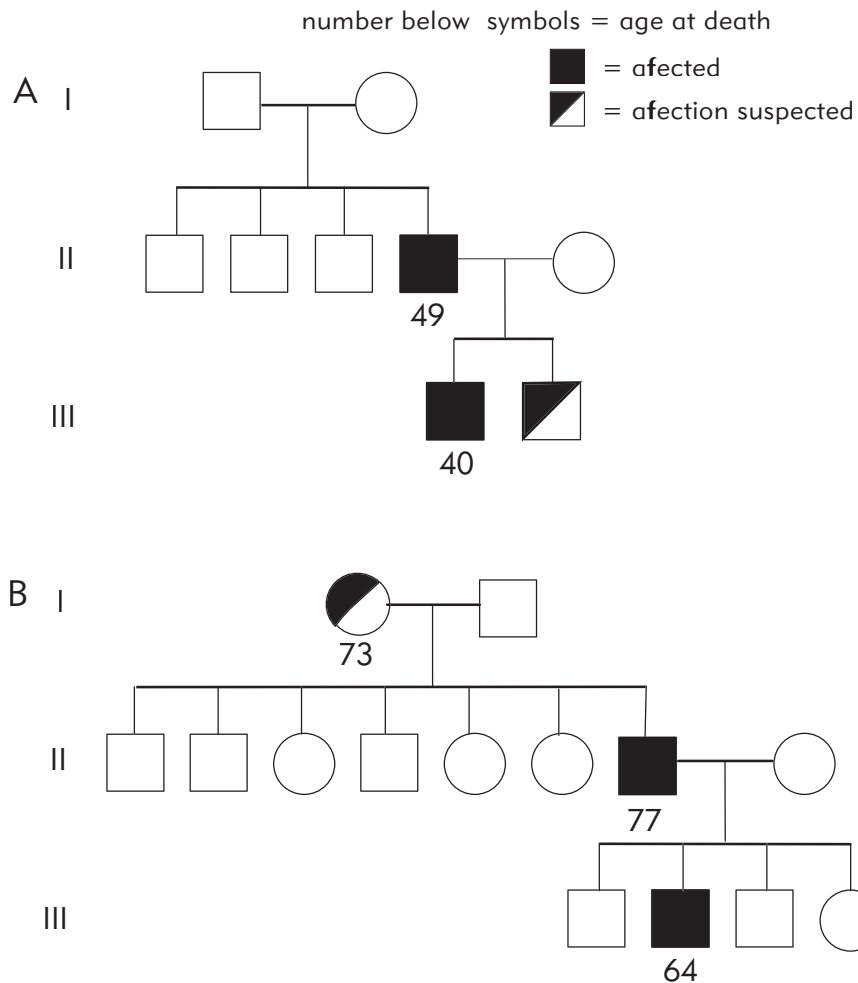 number below symbols = age at death
= afected
= afection suspected
A I
II
49
III
40
B I
73
II
77
III
64